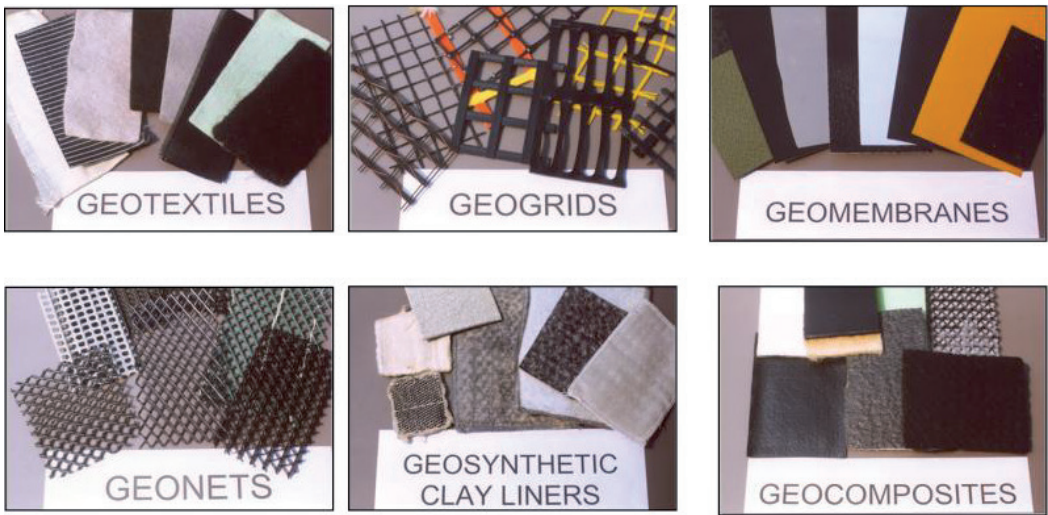 GEOTEXTILES
GEOGRIDS
GEOMEMBRANES
GEONETS
GEOSYNTHETIC
CLAY LINERS
GEOCOMPOSITES